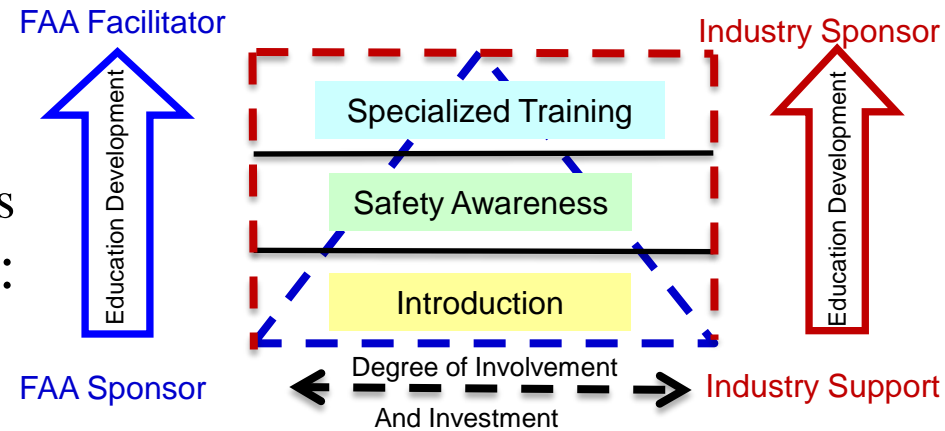 FAA Facilitator
Industry Sponsor
Education Development
Specialized Training
Education Development
Safety Awareness
s
:
Introduction
Degree of Involvement
And Investment
FAA Sponsor
Industry Support